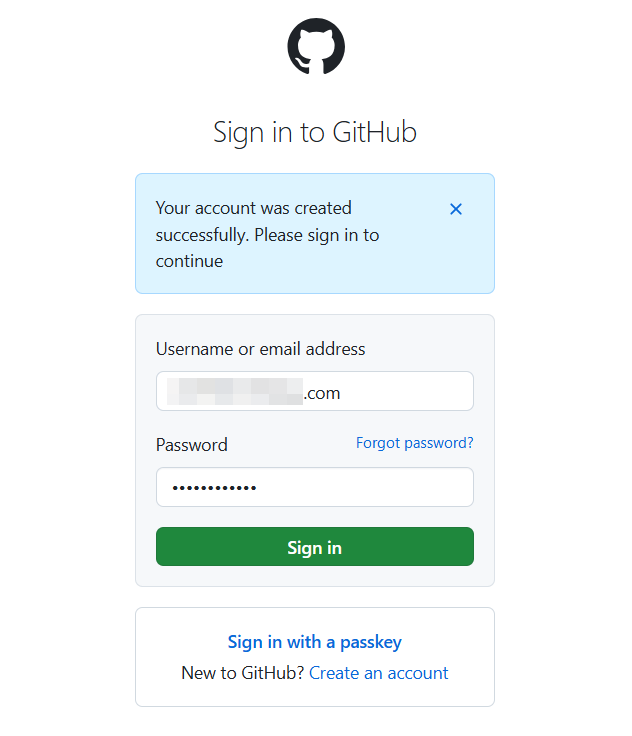 Sign in to GitHub
Your account was created
successfully. Please sign in to
continue
Username or email address
.com
Password
Forgot password?
••••••••••••
Sign in
Sign in with a passkey
New to GitHub? Create an account